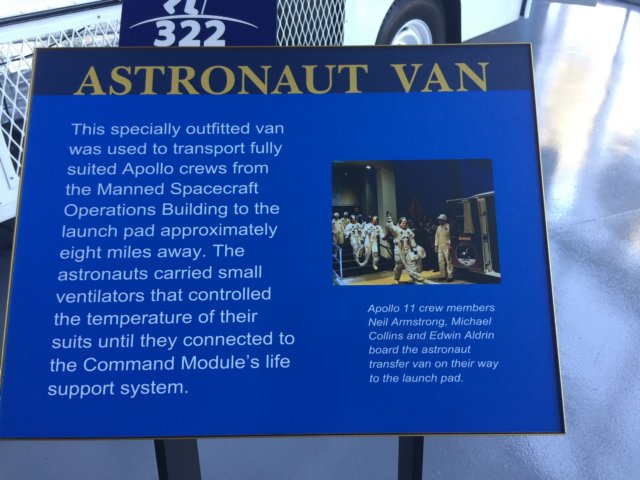 322
ASTRONAUT VAN
This specially outfitted van
was used to transport fully
suited Apollo crews from
the Manned Spacecraft
Operations Building to the
launch pad approximately
eight miles away. The
astronauts carried small
ventilators that controlled
the temperature of their
suits until they connected to
the Command Module's life
support system.
Apollo 11 crew members
Neil Armstrong, Michael
Collins and Edwin Aldrin
board the astronaut
transfer van on their way
to the launch pad.